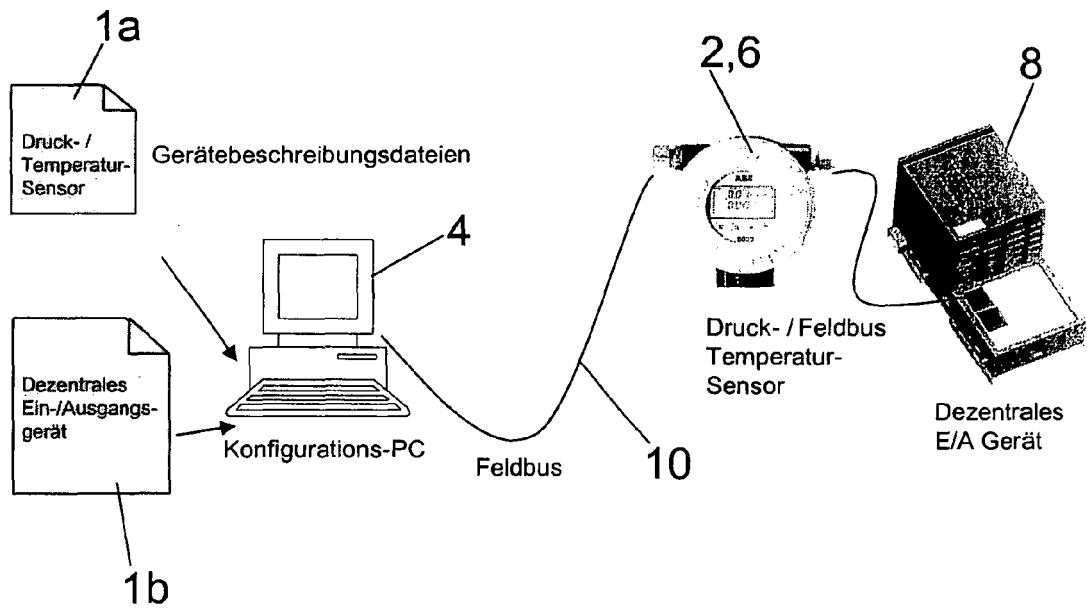 1a
2,6
8
Druck- /
Temperatur-
Sensor
Gerätebeschreibungsdateien
4
Druck- / Feldbus
Temperatur-
Sensor
Dezentrales
Ein-/Ausgangs-
gerät
Dezentrales
E/A Gerät
Konfigurations-PC
Feldbus
10
1b